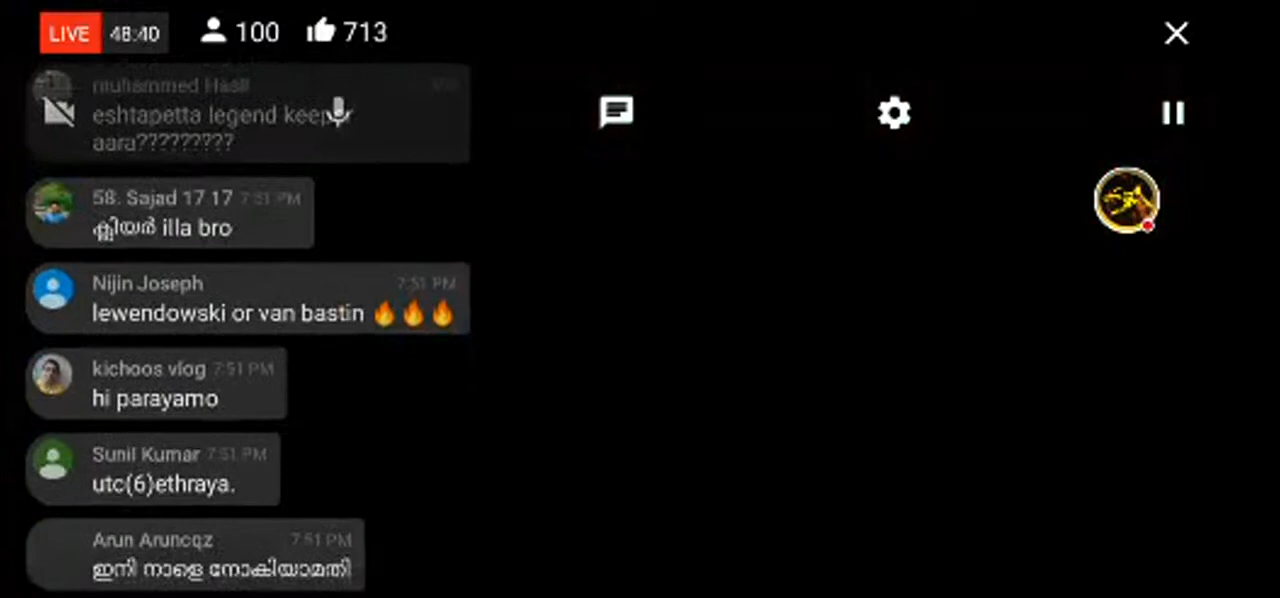 LIVE 48:40 100 713
muhammed Hasil
eshtapetta legend keeper
aara?????????
58. Sajad 17 17 7:51 PM
ക്ലിയർ illa bro
Nijin Joseph 7:51 PM
lewendowski or van bastin 🔥🔥🔥
kichoos vlog 7:51 PM
hi parayamo
Sunil Kumar 7:51 PM
utc(6)ethraya.
Arun Aruncqz 7:51 PM
ഇനി നാളെ നോകിയാമതി